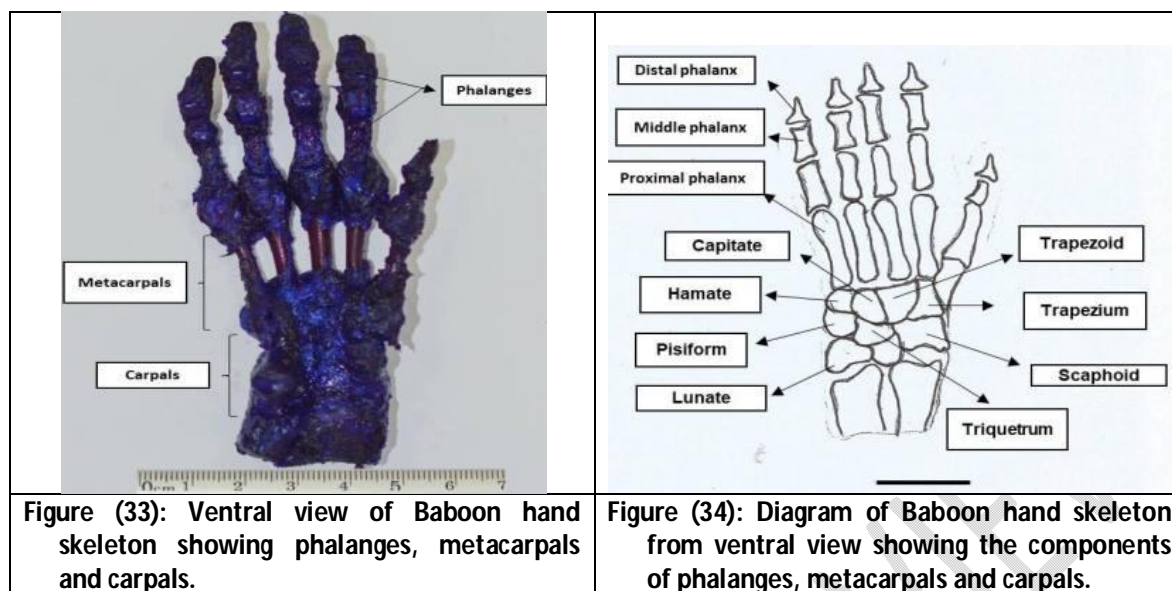 Phalanges
Metacarpals
Carpals
0cm 1 2 3 4 5 6 7
Figure (33): Ventral view of Baboon hand
skeleton showing phalanges, metacarpals
and carpals.
Distal phalanx
Middle phalanx
Proximal phalanx
Capitate
Trapezoid
Hamate
Trapezium
Pisiform
Scaphoid
Lunate
Triquetrum
Figure (34): Diagram of Baboon hand skeleton
from ventral view showing the components
of phalanges, metacarpals and carpals.